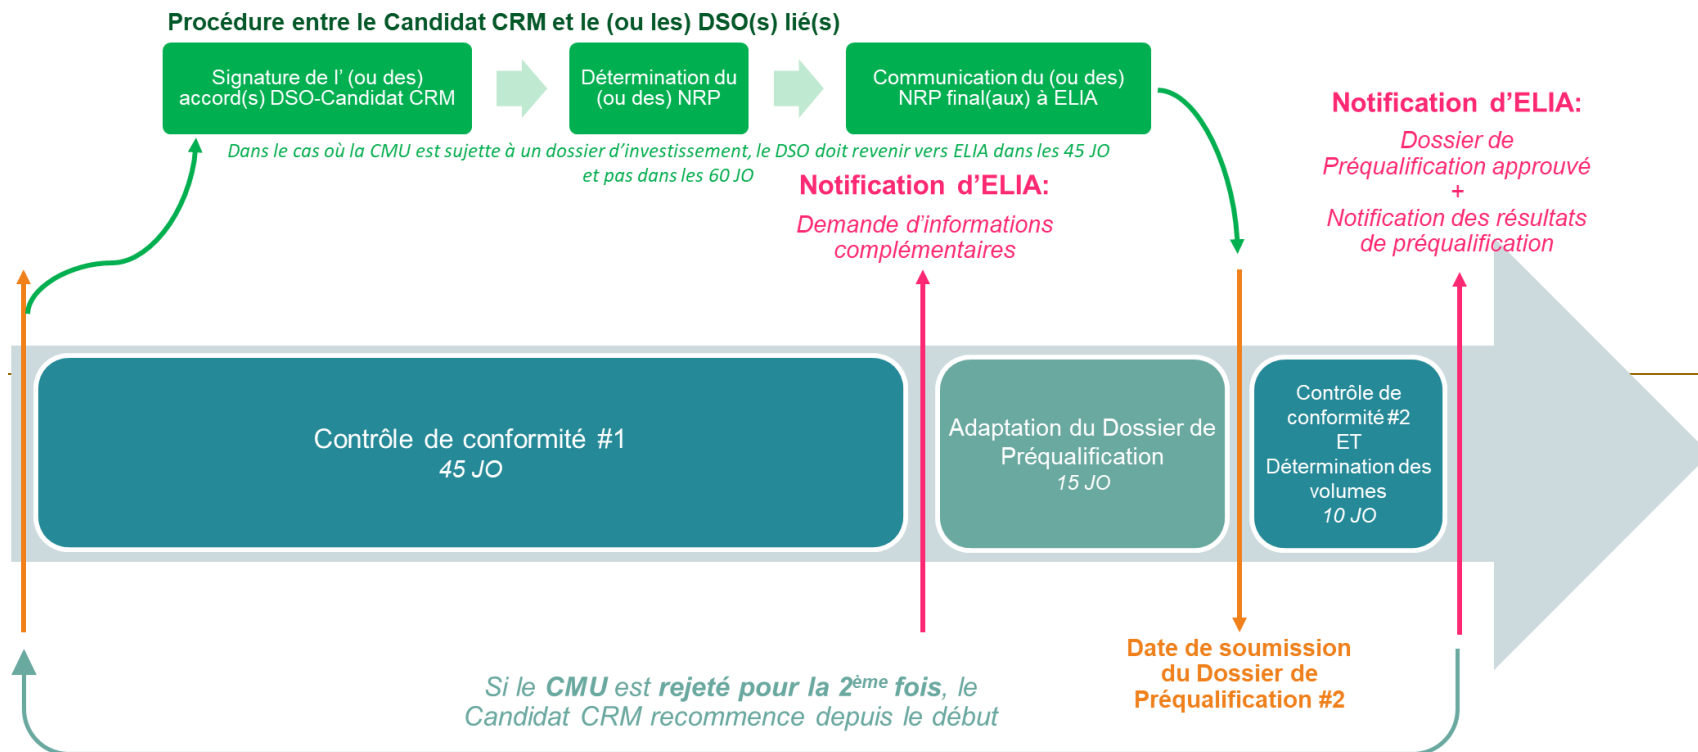 Procédure entre le Candidat CRM et le (ou les) DSO(s) lié(s)
Signature de l' (ou des)
accord(s) DSO-Candidat CRM
Détermination du
(ou des) NRP
Communication du (ou des)
NRP final(aux) à ELIA
Dans le cas où la CMU est sujette à un dossier d'investissement, le DSO doit revenir vers ELIA dans les 45 JO
et pas dans les 60 JO
Notification d'ELIA:
Demande d'informations
complémentaires
Notification d'ELIA:
Dossier de
Préqualification approuvé
+
Notification des résultats
de préqualification
Contrôle de conformité #1
45 JO
Adaptation du Dossier de
Préqualification
15 JO
Contrôle de
conformité #2
ET
Détermination des
volumes
10 JO
Date de soumission
du Dossier de
Préqualification #2
Si le CMU est rejeté pour la 2ème fois, le
Candidat CRM recommence depuis le début